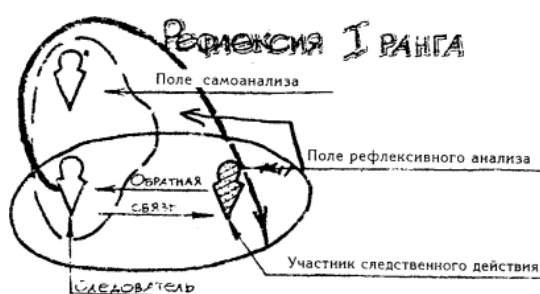 Рефлексия I ранга
Поле самоанализа
Поле рефлексивного анализа
Обратная
связь
Участник следственного действия
Следователь